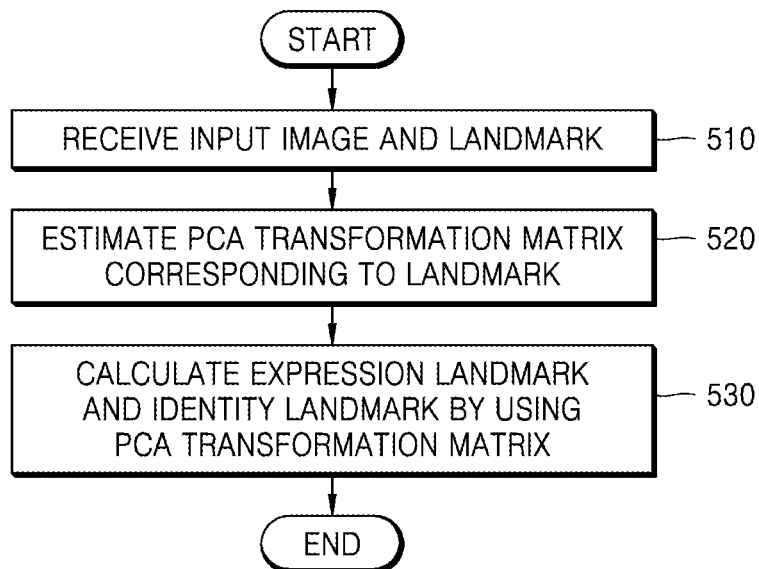 START
RECEIVE INPUT IMAGE AND LANDMARK
510
ESTIMATE PCA TRANSFORMATION MATRIX
CORRESPONDING TO LANDMARK
520
CALCULATE EXPRESSION LANDMARK
AND IDENTITY LANDMARK BY USING
PCA TRANSFORMATION MATRIX
530
END